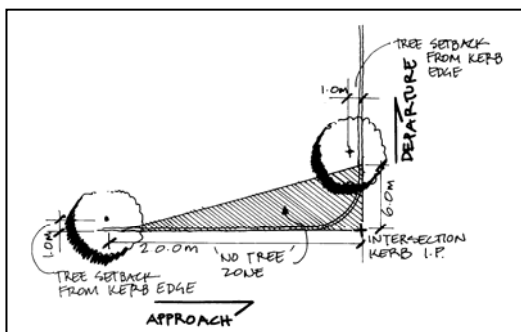 TREE SETBACK
FROM KERB
EDGE
1.0m
DEPARTURE
6.0m
1.0m
20.0m
'NO TREE'
ZONE
INTERSECTION
KERB I.P.
TREE SETBACK
FROM KERB EDGE
APPROACH